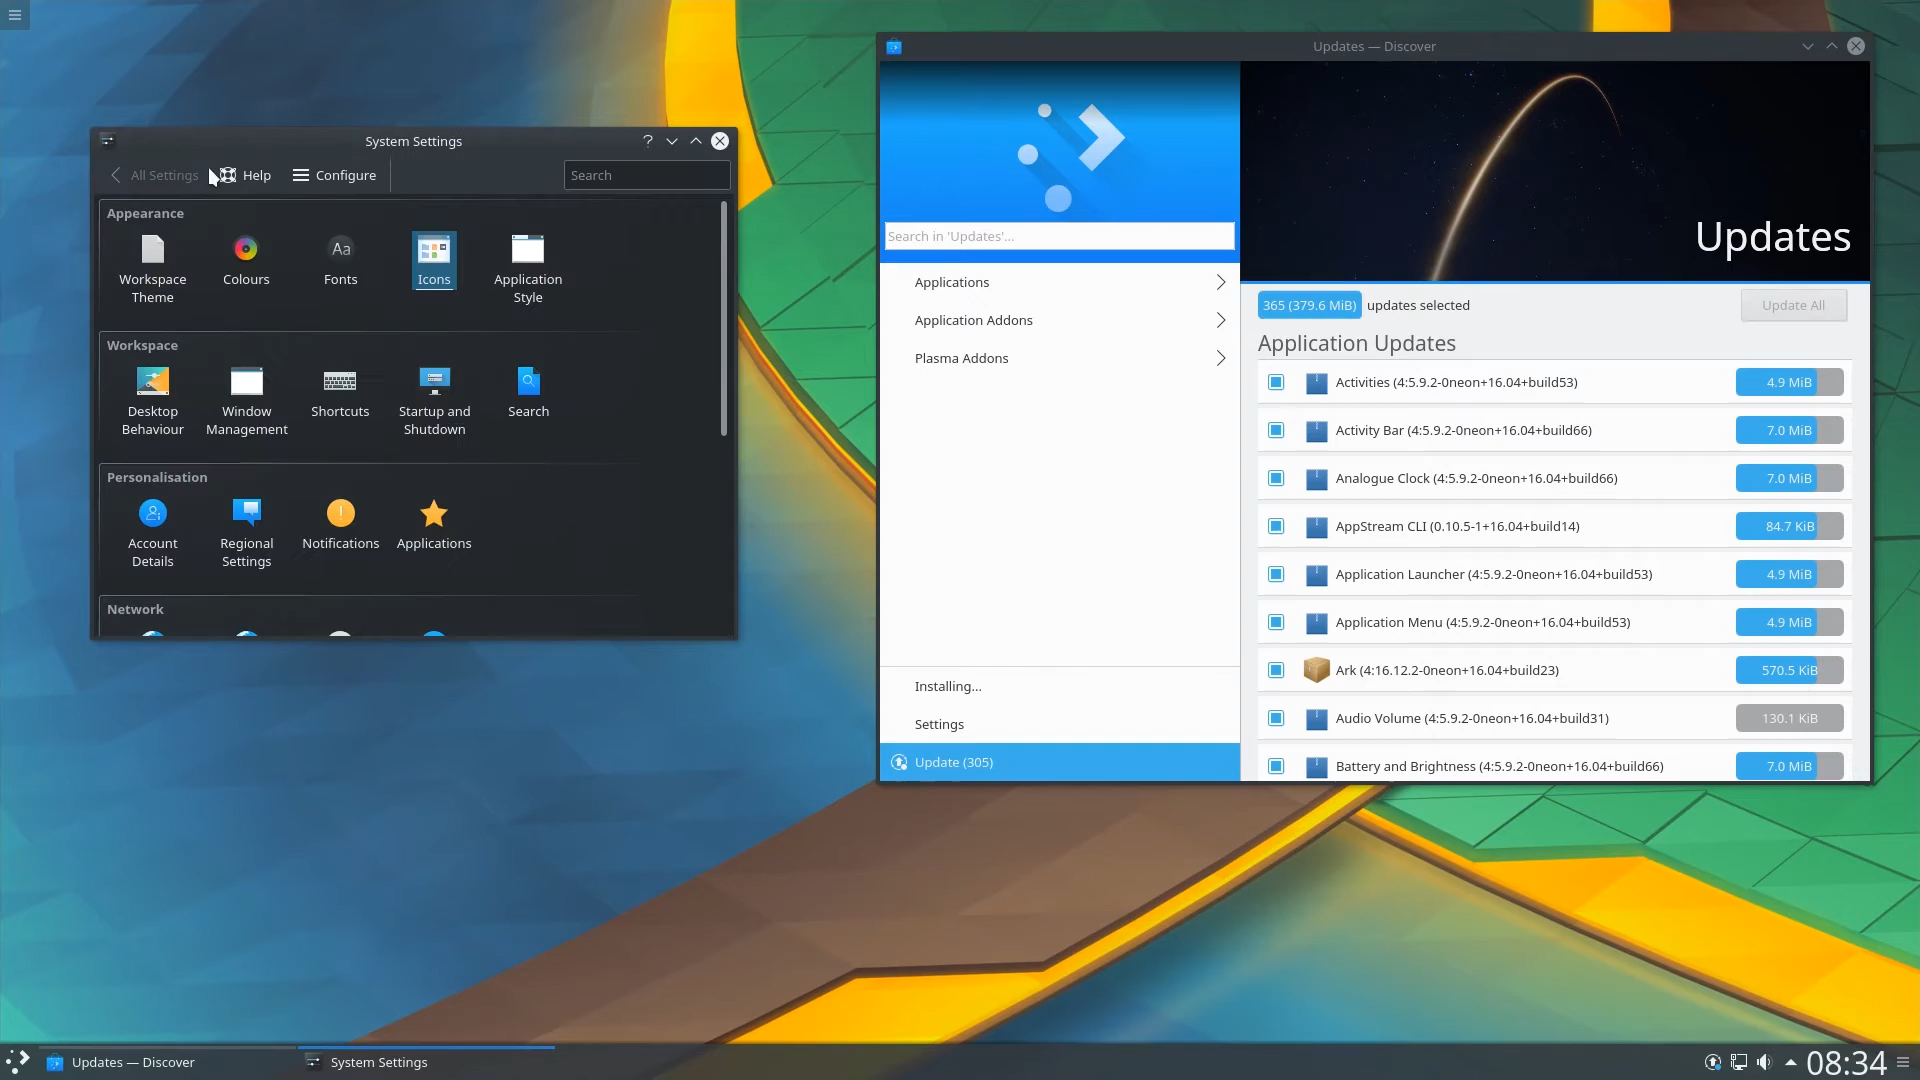 System Settings
?
All Settings
Help
Configure
Search
Appearance
Workspace
Theme
Colours
Aa
Fonts
Icons
Application
Style
Workspace
Desktop
Behaviour
Window
Management
Shortcuts
Startup and
Shutdown
Search
Personalisation
Account
Details
Regional
Settings
!
Notifications
Applications
Network
Updates — Discover
Search in 'Updates'...
Applications
Application Addons
Plasma Addons
Installing...
Settings
Update (305)
Updates
365 (379.6 MiB) updates selected
Update All
Application Updates
Activities (4:5.9.2-0neon+16.04+build53) 4.9 MiB
Activity Bar (4:5.9.2-0neon+16.04+build66) 7.0 MiB
Analogue Clock (4:5.9.2-0neon+16.04+build66) 7.0 MiB
AppStream CLI (0.10.5-1+16.04+build14) 84.7 KiB
Application Launcher (4:5.9.2-0neon+16.04+build53) 4.9 MiB
Application Menu (4:5.9.2-0neon+16.04+build53) 4.9 MiB
Ark (4:16.12.2-0neon+16.04+build23) 570.5 KiB
Audio Volume (4:5.9.2-0neon+16.04+build31) 130.1 KiB
Battery and Brightness (4:5.9.2-0neon+16.04+build66) 7.0 MiB
Updates — Discover
System Settings
08:34